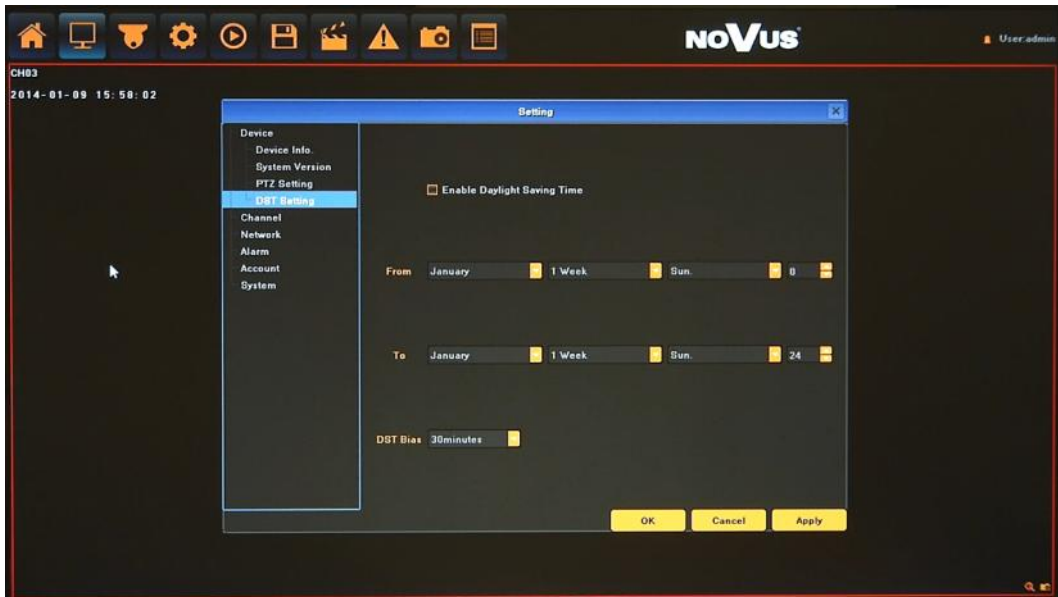 NOVUS
User:admin
CH03
2014-01-09 15:58:02
Setting
Device
Device Info.
System Version
PTZ Setting
DST Setting
Channel
Network
Alarm
Account
System
Enable Daylight Saving Time
From January 1 Week Sun. 0
To January 1 Week Sun. 24
DST Bias 30minutes
OK Cancel Apply